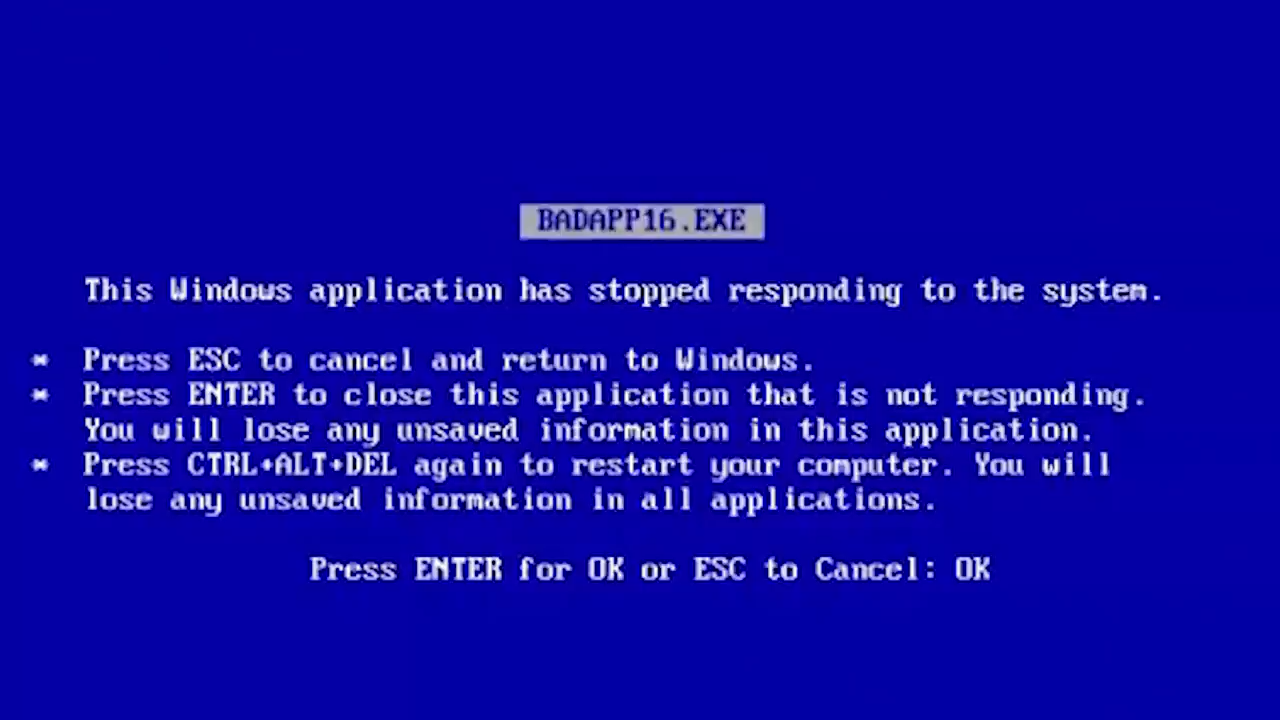 BADAPP16.EXE
This Windows application has stopped responding to the system.
* Press ESC to cancel and return to Windows.
* Press ENTER to close this application that is not responding.
You will lose any unsaved information in this application.
* Press CTRL+ALT+DEL again to restart your computer. You will
lose any unsaved information in all applications.
Press ENTER for OK or ESC to Cancel: OK